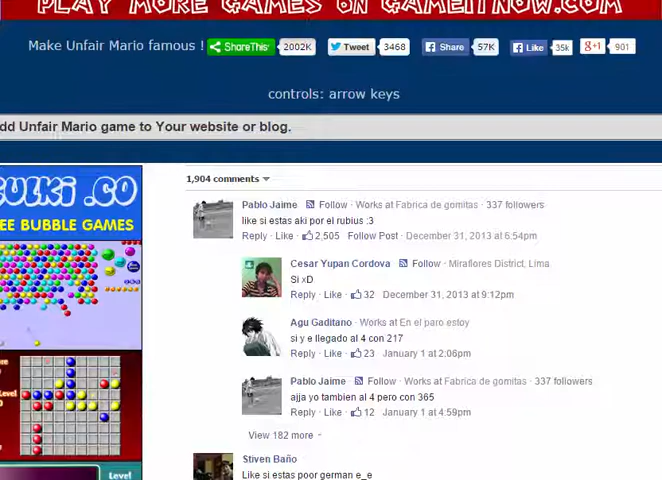 PLAY MORE GAMES ON GAMEITNOW.COM
Make Unfair Mario famous ! ShareThis 2002K Tweet 3468 Share 57K Like 35k g+1 901
controls: arrow keys
dd Unfair Mario game to Your website or blog.
ULKI .CO
EE BUBBLE GAMES
Level
1,904 comments
Pablo Jaime Follow · Works at Fabrica de gomitas · 337 followers
like si estas aki por el rubius :3
Reply · Like · 2,505 Follow Post · December 31, 2013 at 6:54pm
Cesar Yupan Cordova Follow · Miraflores District, Lima
Si xD
Reply · Like · 32 December 31, 2013 at 9:12pm
Agu Gaditano · Works at En el paro estoy
si y e llegado al 4 con 217
Reply · Like · 23 January 1 at 2:06pm
Pablo Jaime Follow · Works at Fabrica de gomitas · 337 followers
ajja yo tambien al 4 pero con 365
Reply · Like · 12 January 1 at 4:59pm
View 182 more
Stiven Baño
Like si estas poor german e_e